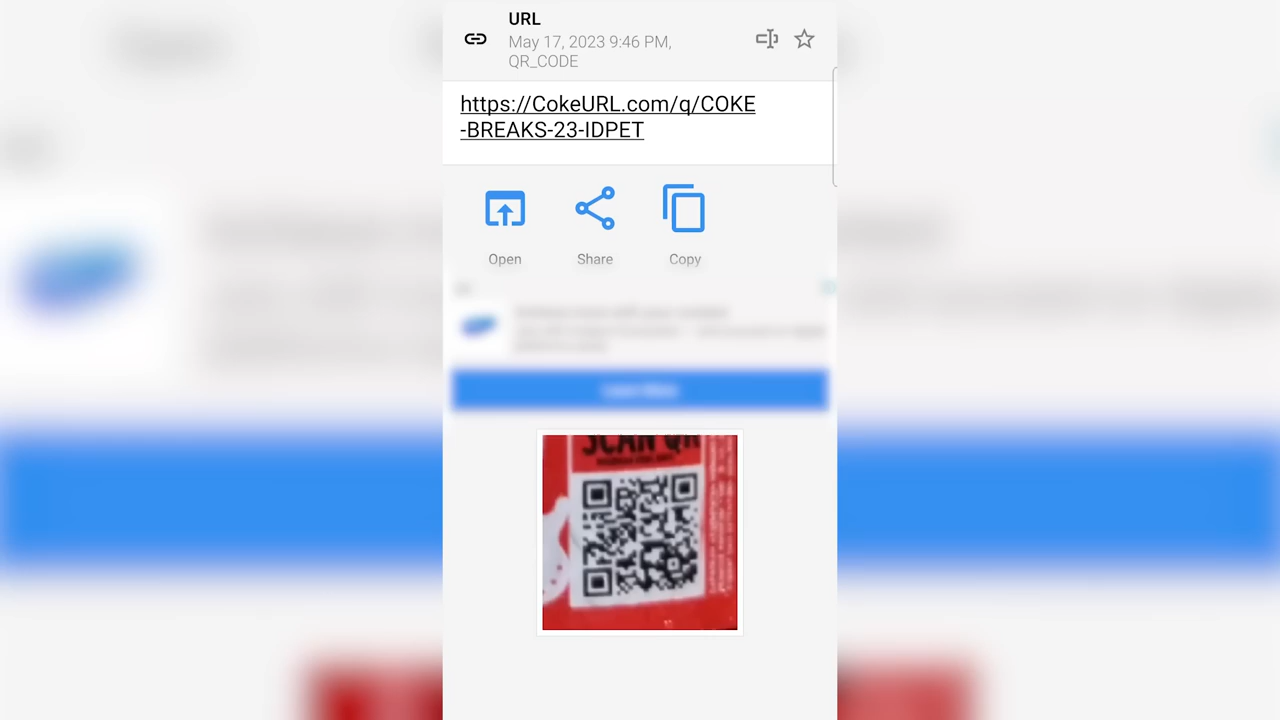 URL
May 17, 2023 9:46 PM,
QR_CODE
https://CokeURL.com/q/COKE
-BREAKS-23-IDPET
Open
Share
Copy
SCAN QR